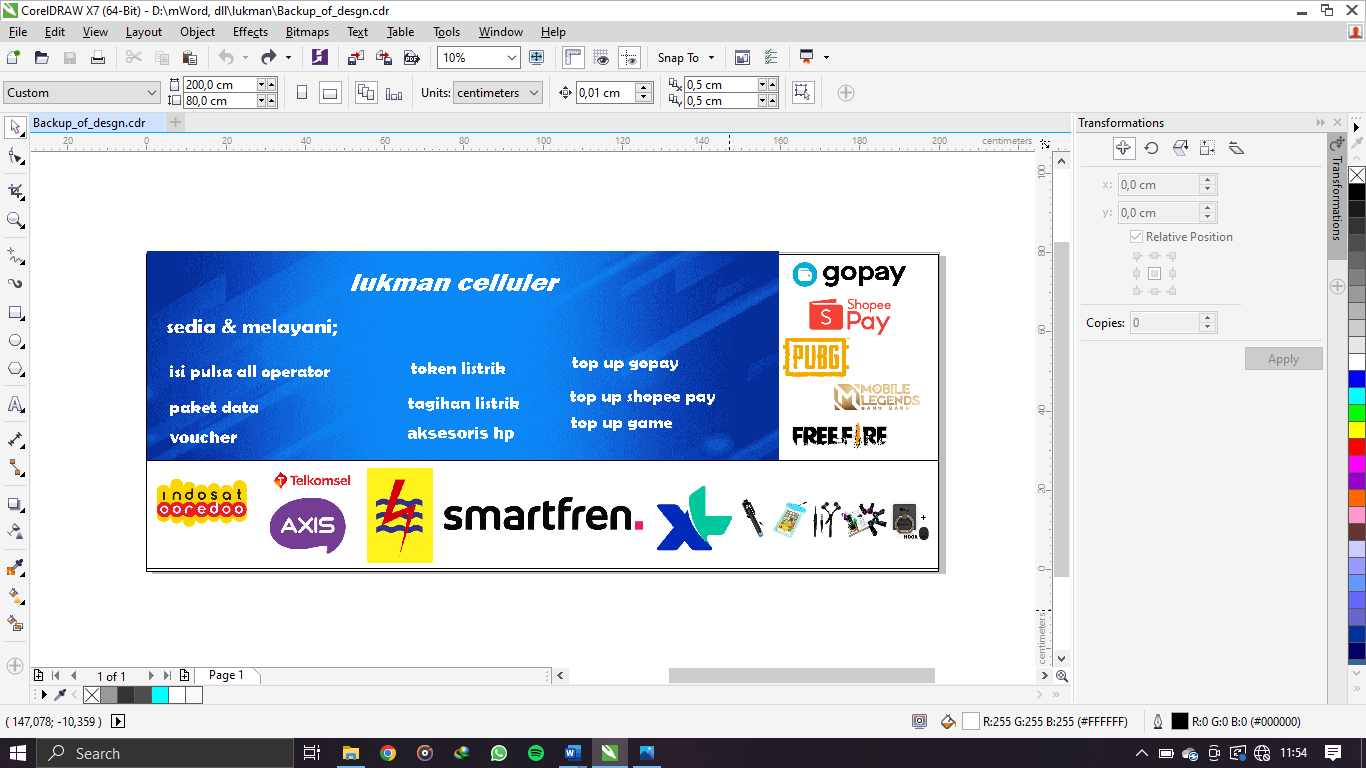 CorelDRAW X7 (64-Bit) - D:\mWord, dll\lukman\Backup_of_desgn.cdr
File Edit View Layout Object Effects Bitmaps Text Table Tools Window Help
10% Snap To
Custom 200,0 cm 80,0 cm Units: centimeters 0,01 cm 0,5 cm 0,5 cm
Backup_of_desgn.cdr
20 0 20 40 60 80 100 120 140 160 180 200 centimeters
100 80 60 40 20 0 centimeters
lukman celluler
sedia & melayani;
isi pulsa all operator
paket data
voucher
token listrik
tagihan listrik
aksesoris hp
top up gopay
top up shopee pay
top up game
gopay
Shopee
Pay
PUBG
MOBILE
LEGENDS
BANG BANG
FREE FIRE
indosat
ooredoo
Telkomsel
AXIS
smartfren.
XL
+
HOOK
Transformations
x: 0,0 cm
y: 0,0 cm
Relative Position
Copies: 0
Apply
Transformations
1 of 1 Page 1
( 147,078; -10,359 ) R:255 G:255 B:255 (#FFFFFF) R:0 G:0 B:0 (#000000)
Search 11:54